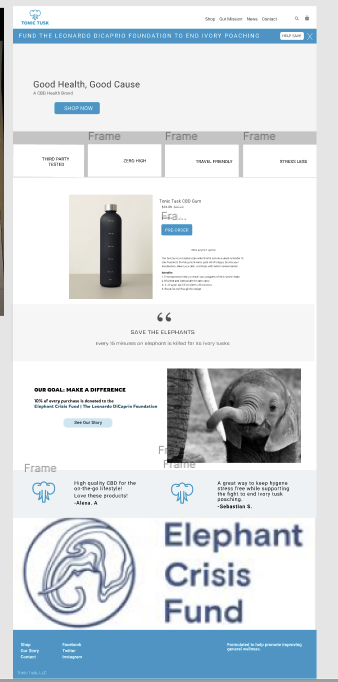 TONIC TUSK
Shop Our Mission News Contact
FUND THE LEONARDO DICAPRIO FOUNDATION TO END IVORY POACHING
HELP SAVE
Good Health, Good Cause
A CBD Health Brand
SHOP NOW
Frame Frame Frame
THIRD PARTY
TESTED
ZERO HIGH
TRAVEL FRIENDLY
STRESS LESS
Tonic Tusk CBD Gum
Fra
PRE-ORDER
SAVE THE ELEPHANTS
Every 15 minutes an elephant is killed for its ivory tusks
OUR GOAL: MAKE A DIFFERENCE
10% of every purchase is donated to the
Elephant Crisis Fund | The Leonardo DiCaprio Foundation
See Our Story
Frame
Frame
High quality CBD for the
on-the-go lifestyle!
Love these products!
-Alexa. A
A great way to keep hygene
stress free while supporting
the fight to end ivory tusk
poaching.
-Sebastian S.
Elephant
Crisis
Fund
Shop
Our Story
Contact
Facebook
Twitter
Instagram
Formulated to help promote improving
general wellness.